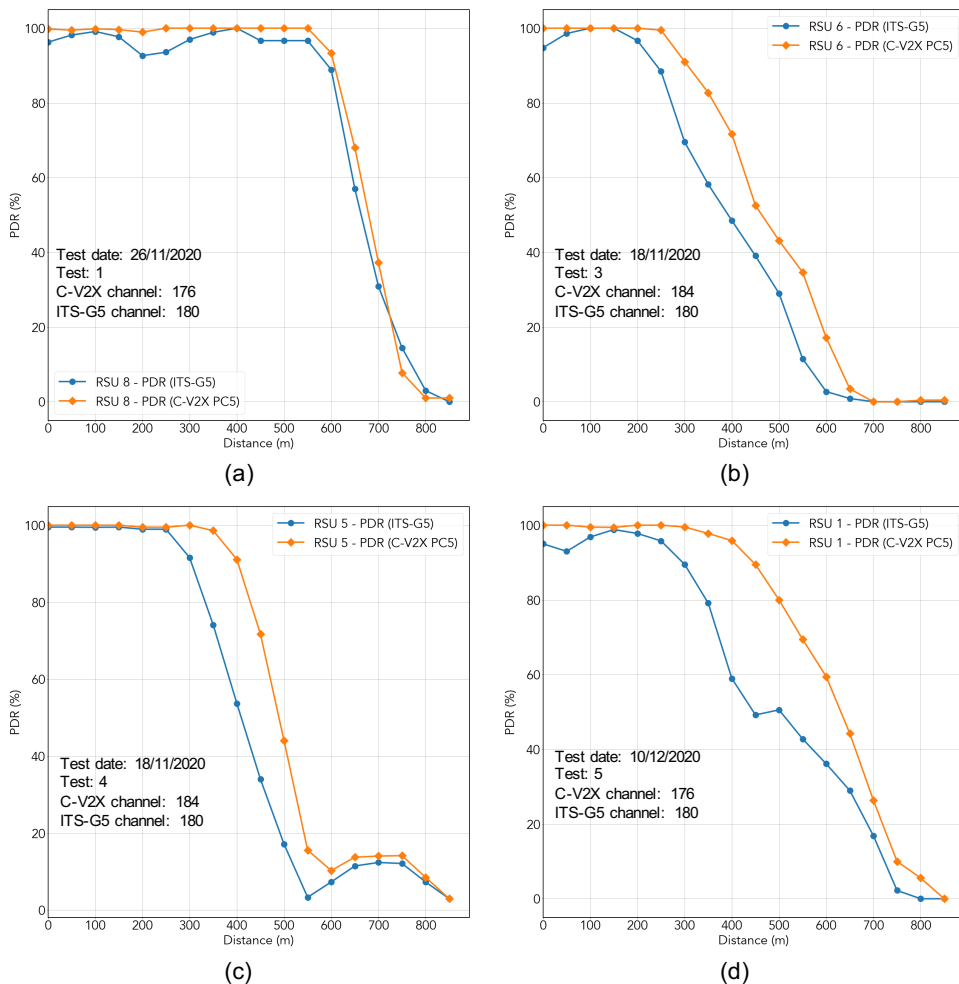 100
80
60
40
20
0
PDR (%)
Test date: 26/11/2020
Test: 1
C-V2X channel: 176
ITS-G5 channel: 180
RSU 8 - PDR (ITS-G5)
RSU 8 - PDR (C-V2X PC5)
0 100 200 300 400 500 600 700 800
Distance (m)
(a)
100
80
60
40
20
0
PDR (%)
RSU 6 - PDR (ITS-G5)
RSU 6 - PDR (C-V2X PC5)
Test date: 18/11/2020
Test: 3
C-V2X channel: 184
ITS-G5 channel: 180
0 100 200 300 400 500 600 700 800
Distance (m)
(b)
100
80
60
40
20
0
PDR (%)
RSU 5 - PDR (ITS-G5)
RSU 5 - PDR (C-V2X PC5)
Test date: 18/11/2020
Test: 4
C-V2X channel: 184
ITS-G5 channel: 180
0 100 200 300 400 500 600 700 800
Distance (m)
(c)
100
80
60
40
20
0
PDR (%)
RSU 1 - PDR (ITS-G5)
RSU 1 - PDR (C-V2X PC5)
Test date: 10/12/2020
Test: 5
C-V2X channel: 176
ITS-G5 channel: 180
0 100 200 300 400 500 600 700 800
Distance (m)
(d)